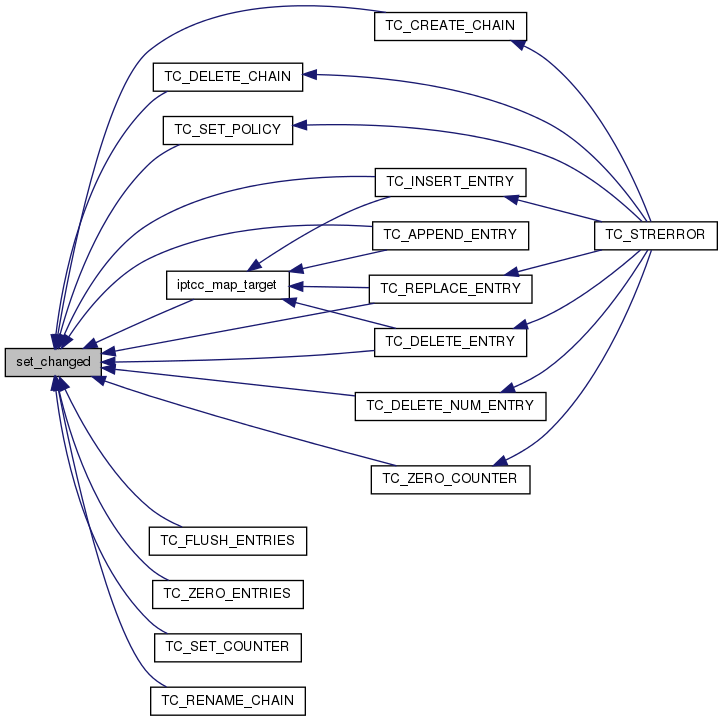 TC_CREATE_CHAIN
TC_DELETE_CHAIN
TC_SET_POLICY
TC_INSERT_ENTRY
TC_APPEND_ENTRY
TC_STRERROR
iptcc_map_target
TC_REPLACE_ENTRY
TC_DELETE_ENTRY
set_changed
TC_DELETE_NUM_ENTRY
TC_ZERO_COUNTER
TC_FLUSH_ENTRIES
TC_ZERO_ENTRIES
TC_SET_COUNTER
TC_RENAME_CHAIN